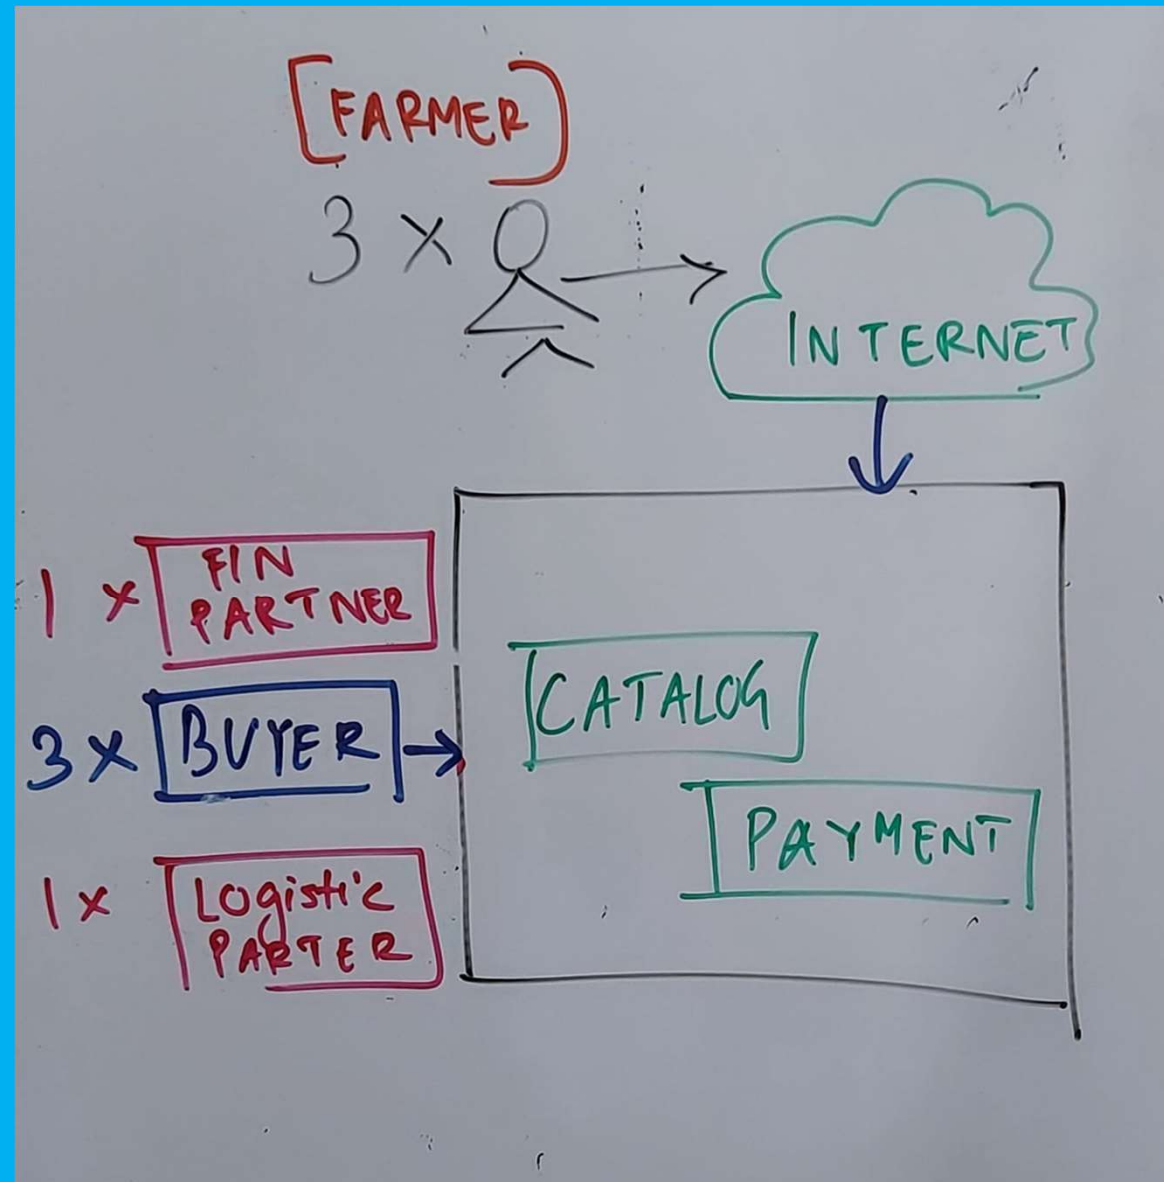 [FARMER]
3 x
INTERNET
1 x FIN
PARTNER
3 x BUYER
1 x Logistic
PARTER
CATALOG
PAYMENT